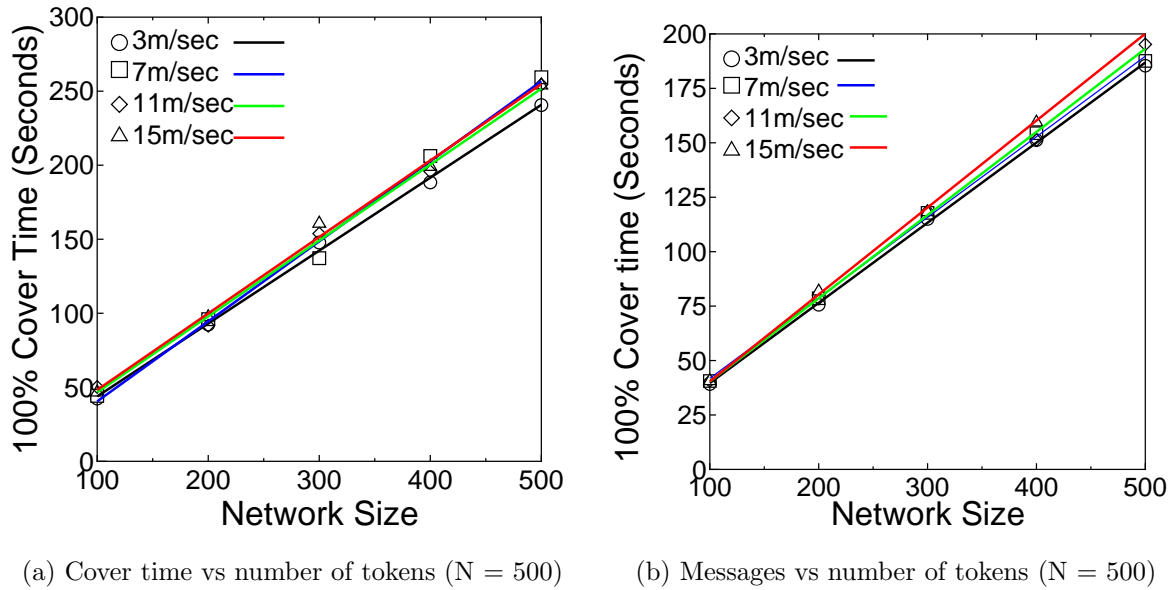 300
250
200
150
100
50
0
100% Cover Time (Seconds)
3m/sec
7m/sec
11m/sec
15m/sec
100 200 300 400 500
Network Size
(a) Cover time vs number of tokens (N = 500)
200
175
150
125
100
75
50
25
0
100% Cover time (Seconds)
3m/sec
7m/sec
11m/sec
15m/sec
100 200 300 400 500
Network Size
(b) Messages vs number of tokens (N = 500)